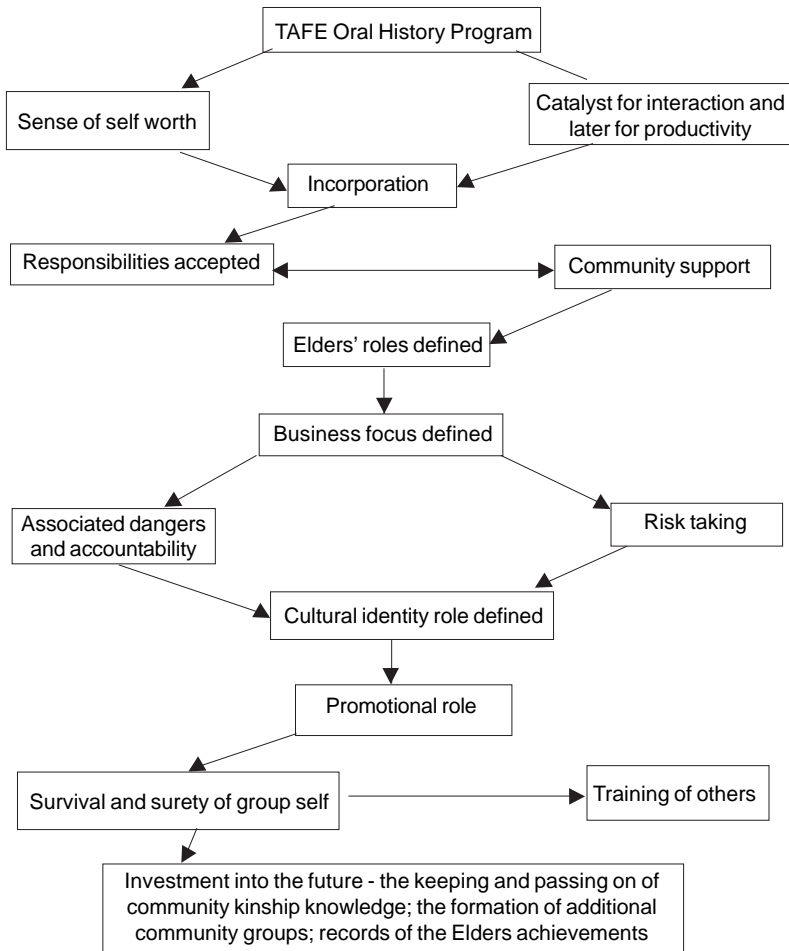 TAFE Oral History Program
Sense of self worth
Catalyst for interaction and
later for productivity
Incorporation
Responsibilities accepted
Community support
Elders’ roles defined
Business focus defined
Associated dangers
and accountability
Risk taking
Cultural identity role defined
Promotional role
Survival and surety of group self
Training of others
Investment into the future - the keeping and passing on of
community kinship knowledge; the formation of additional
community groups; records of the Elders achievements